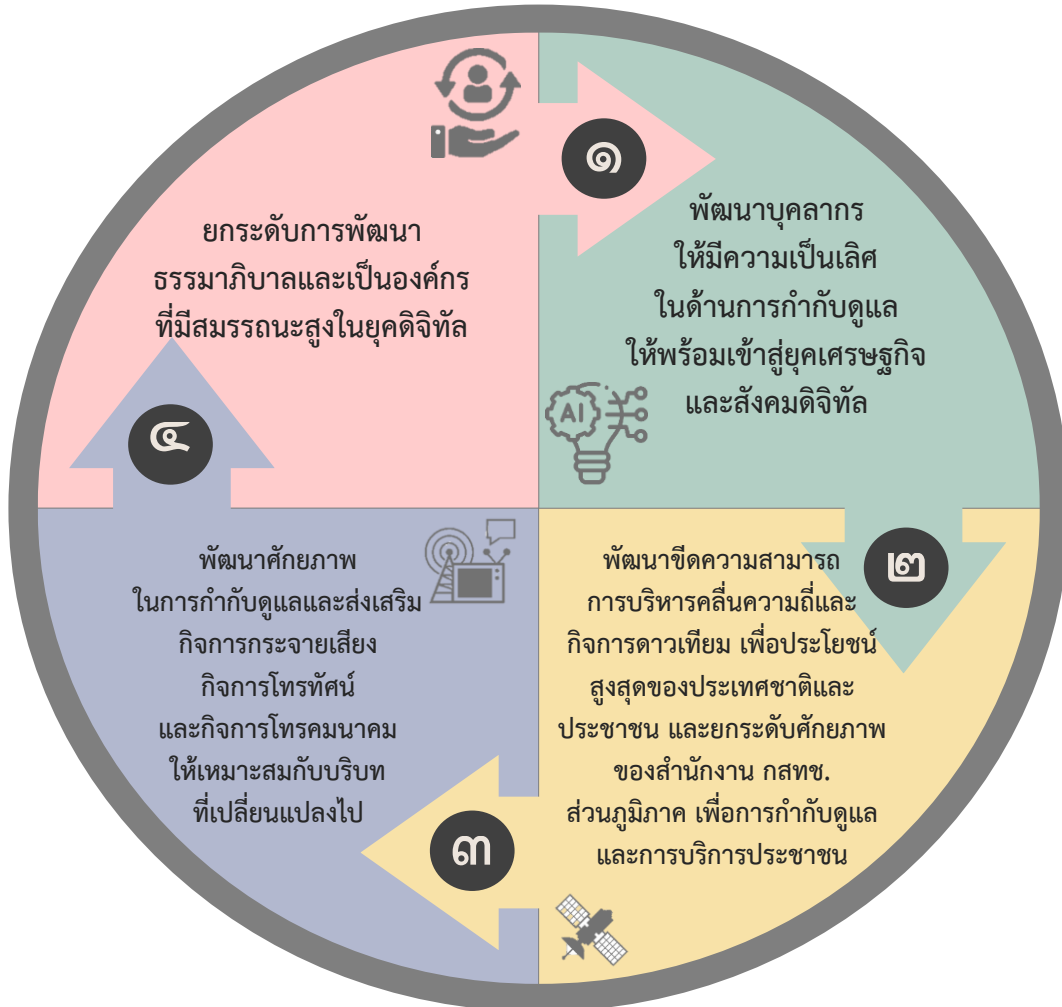 ๑
พัฒนาบุคลากร
ให้มีความเป็นเลิศ
ในด้านการกำกับดูแล
ให้พร้อมเข้าสู่ยุคเศรษฐกิจ
และสังคมดิจิทัล
AI
๒
พัฒนาขีดความสามารถ
การบริหารคลื่นความถี่และ
กิจการดาวเทียม เพื่อประโยชน์
สูงสุดของประเทศชาติและ
ประชาชน และยกระดับศักยภาพ
ของสำนักงาน กสทช.
ส่วนภูมิภาค เพื่อการกำกับดูแล
และการบริการประชาชน
๓
พัฒนาศักยภาพ
ในการกำกับดูแลและส่งเสริม
กิจการกระจายเสียง
กิจการโทรทัศน์
และกิจการโทรคมนาคม
ให้เหมาะสมกับบริบท
ที่เปลี่ยนแปลงไป
๔
ยกระดับการพัฒนา
ธรรมาภิบาลและเป็นองค์กร
ที่มีสมรรถนะสูงในยุคดิจิทัล